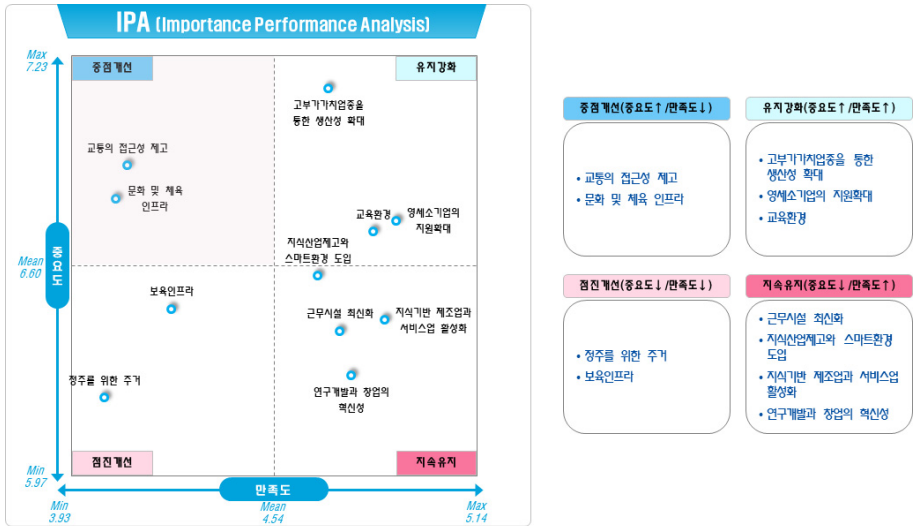 IPA (Importance Performance Analysis)
Max
7.23
중점개선
유지강화
고부가가치업종을
통한 생산성 확대
교통의 접근성 제고
문화 및 체육
인프라
교육환경
영세소기업의
지원확대
지식산업제고와
스마트환경 도입
중요도
Mean
6.60
보육인프라
근무시설 최신화
지식기반 제조업과
서비스업 활성화
정주를 위한 주거
연구개발과 창업의
혁신성
점진개선
지속유지
Min
5.97
만족도
Min
3.93
Mean
4.54
Max
5.14
중점개선(중요도↑/만족도↓)
• 교통의 접근성 제고
• 문화 및 체육 인프라
유지강화(중요도↑/만족도↑)
• 고부가가치업종을 통한
생산성 확대
• 영세소기업의 지원확대
• 교육환경
점진개선(중요도↓/만족도↓)
• 정주를 위한 주거
• 보육인프라
지속유지(중요도↓/만족도↑)
• 근무시설 최신화
• 지식산업제고와 스마트환경
도입
• 지식기반 제조업과 서비스업
활성화
• 연구개발과 창업의 혁신성